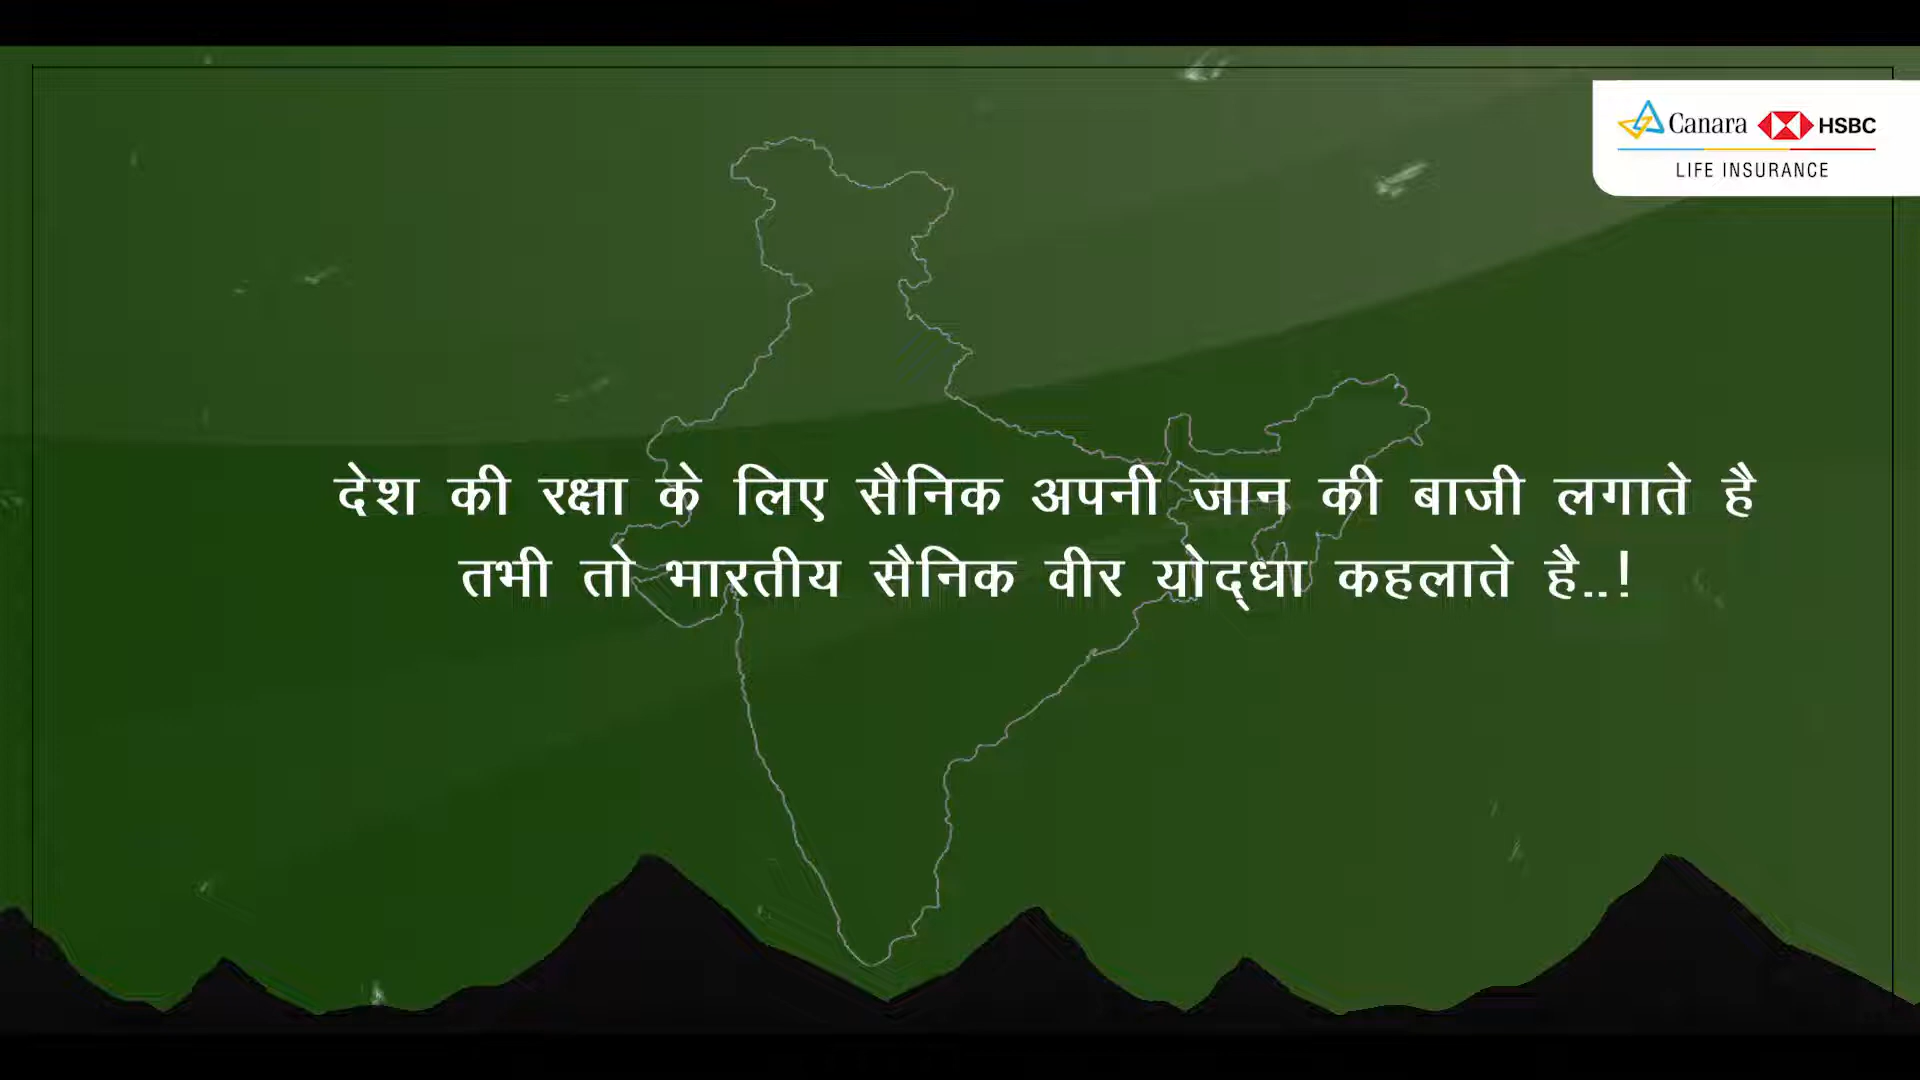 Canara HSBC
LIFE INSURANCE
देश की रक्षा के लिए सैनिक अपनी जान की बाजी लगाते है
तभी तो भारतीय सैनिक वीर योद्‌धा कहलाते है..!